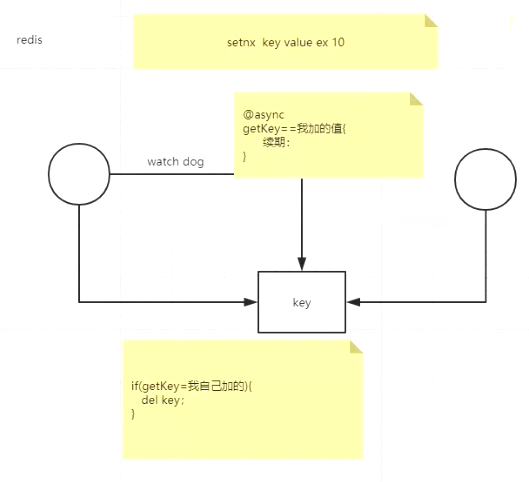 redis
setnx key value ex 10
@async
getKey==我加的值{
续期：
}
watch dog
key
if(getKey=我自己加的){
del key；
}